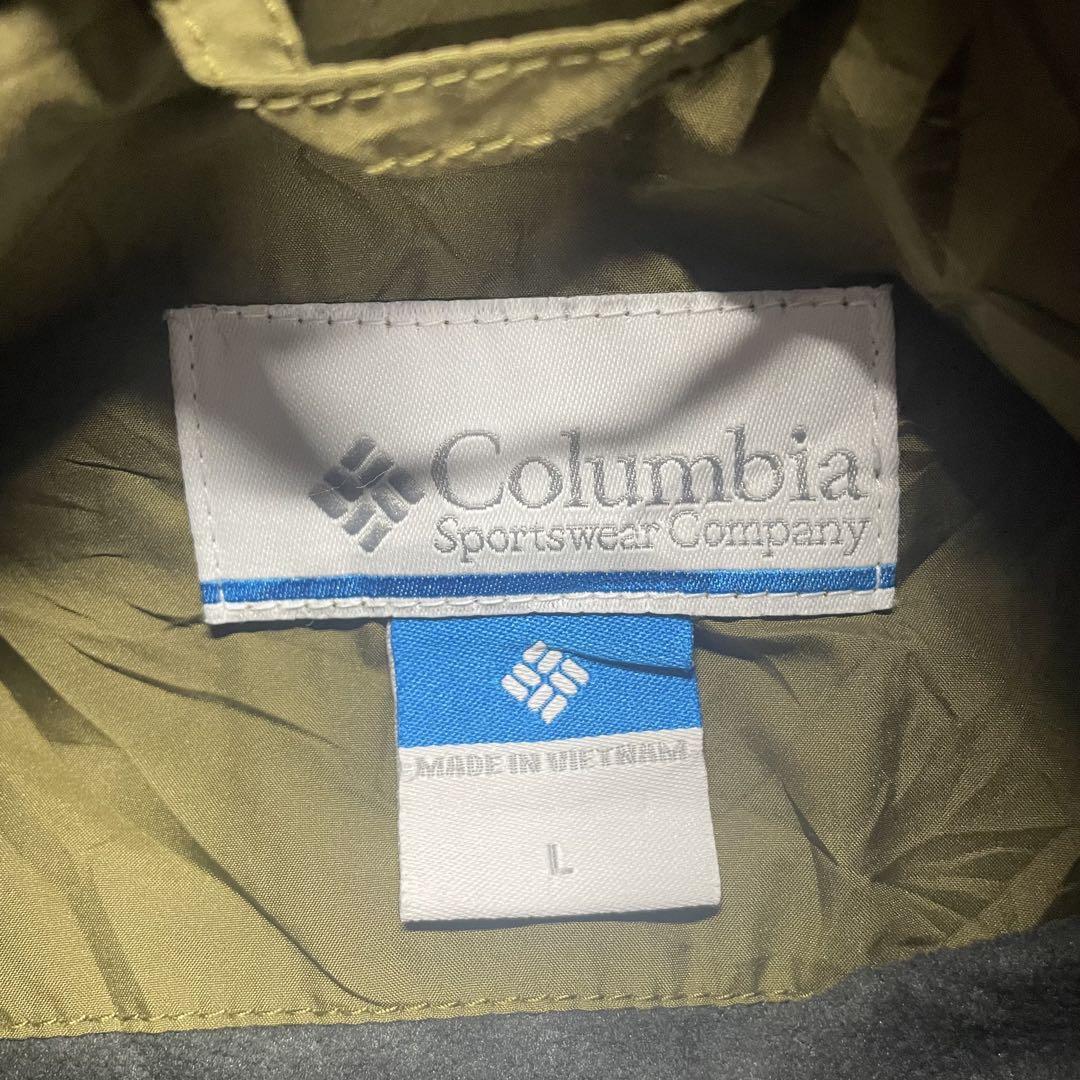 Columbia
Sportswear Company
MADE IN VIETNAM
L